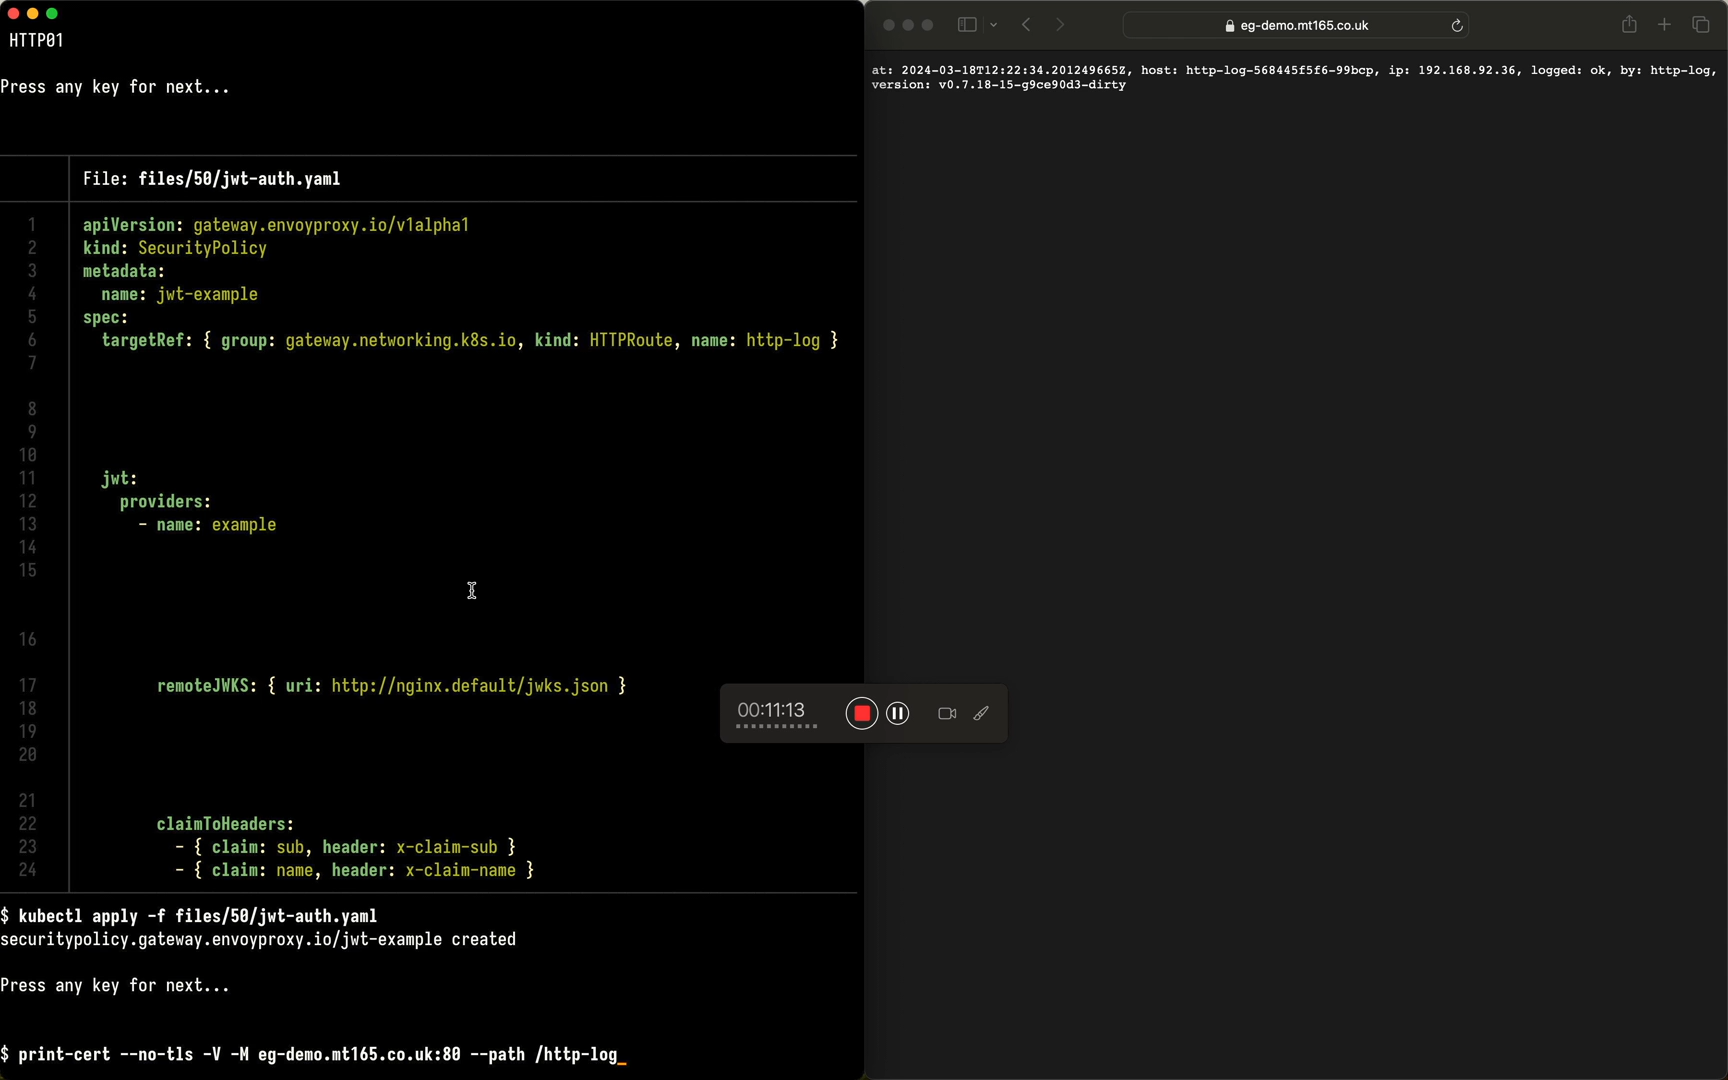 HTTP01
Press any key for next...
File: files/50/jwt-auth.yaml
1 apiVersion: gateway.envoyproxy.io/v1alpha1
2 kind: SecurityPolicy
3 metadata:
4 name: jwt-example
5 spec:
6 targetRef: { group: gateway.networking.k8s.io, kind: HTTPRoute, name: http-log }
7
8
9
10
11 jwt:
12 providers:
13 - name: example
14
15
16
17 remoteJWKS: { uri: http://nginx.default/jwks.json }
18
19
20
21
22 claimToHeaders:
23 - { claim: sub, header: x-claim-sub }
24 - { claim: name, header: x-claim-name }
$ kubectl apply -f files/50/jwt-auth.yaml
securitypolicy.gateway.envoyproxy.io/jwt-example created
Press any key for next...
$ print-cert --no-tls -V -M eg-demo.mt165.co.uk:80 --path /http-log_
00:11:13
eg-demo.mt165.co.uk
at: 2024-03-18T12:22:34.201249665Z, host: http-log-568445f5f6-99bcp, ip: 192.168.92.36, logged: ok, by: http-log,
version: v0.7.18-15-g9ce90d3-dirty